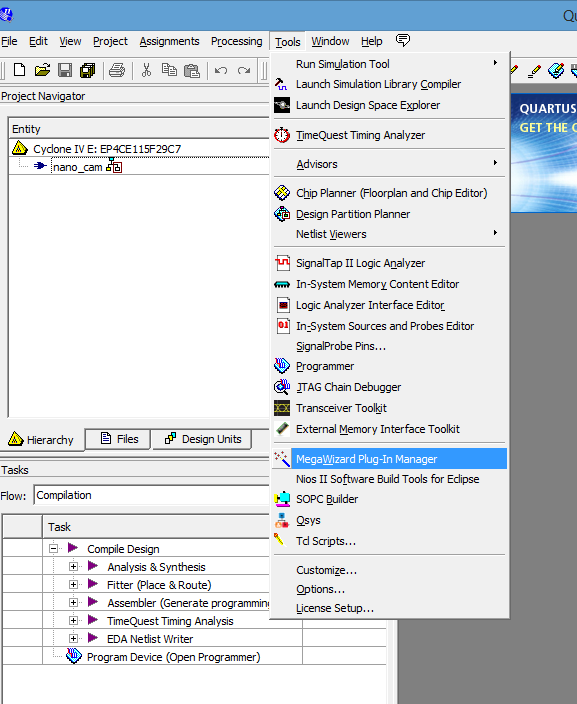 Qu
File Edit View Project Assignments Processing Tools Window Help
Project Navigator
Entity
Cyclone IV E: EP4CE115F29C7
nano_cam
Hierarchy Files Design Units
Tasks
Flow: Compilation
Task
Compile Design
Analysis & Synthesis
Fitter (Place & Route)
Assembler (Generate programming
TimeQuest Timing Analysis
EDA Netlist Writer
Program Device (Open Programmer)
Run Simulation Tool
Launch Simulation Library Compiler
Launch Design Space Explorer
TimeQuest Timing Analyzer
Advisors
Chip Planner (Floorplan and Chip Editor)
Design Partition Planner
Netlist Viewers
SignalTap II Logic Analyzer
In-System Memory Content Editor
Logic Analyzer Interface Editor
In-System Sources and Probes Editor
SignalProbe Pins...
Programmer
JTAG Chain Debugger
Transceiver Toolkit
External Memory Interface Toolkit
MegaWizard Plug-In Manager
Nios II Software Build Tools for Eclipse
SOPC Builder
Qsys
Tcl Scripts...
Customize...
Options...
License Setup...
QUARTUS
GET THE